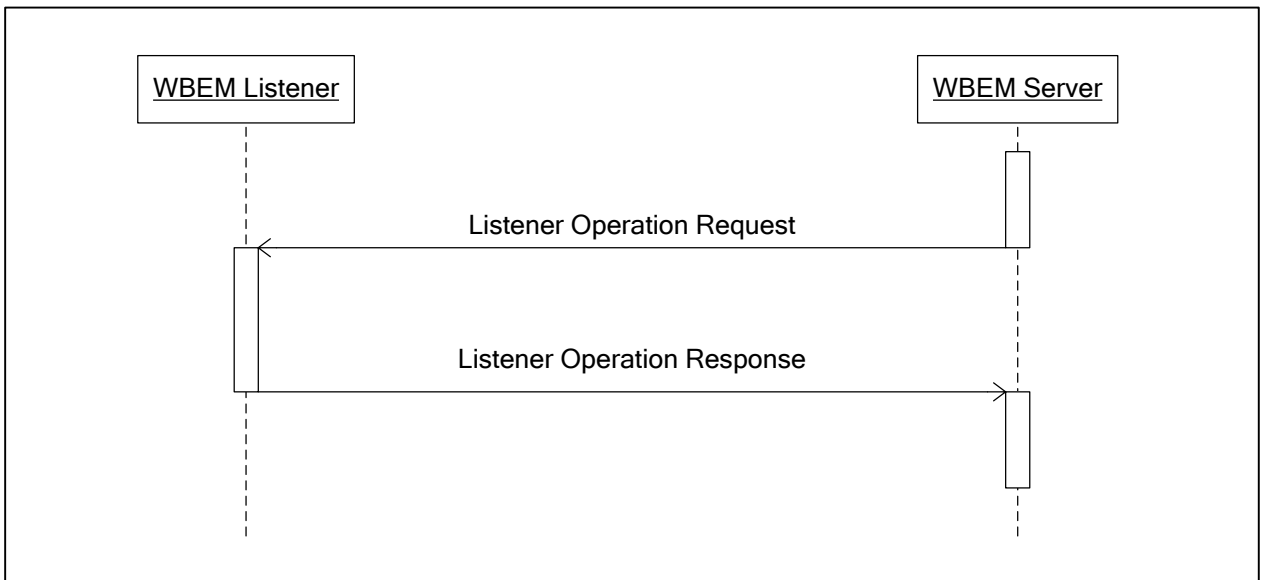 WBEM Listener
WBEM Server
Listener Operation Request
Listener Operation Response